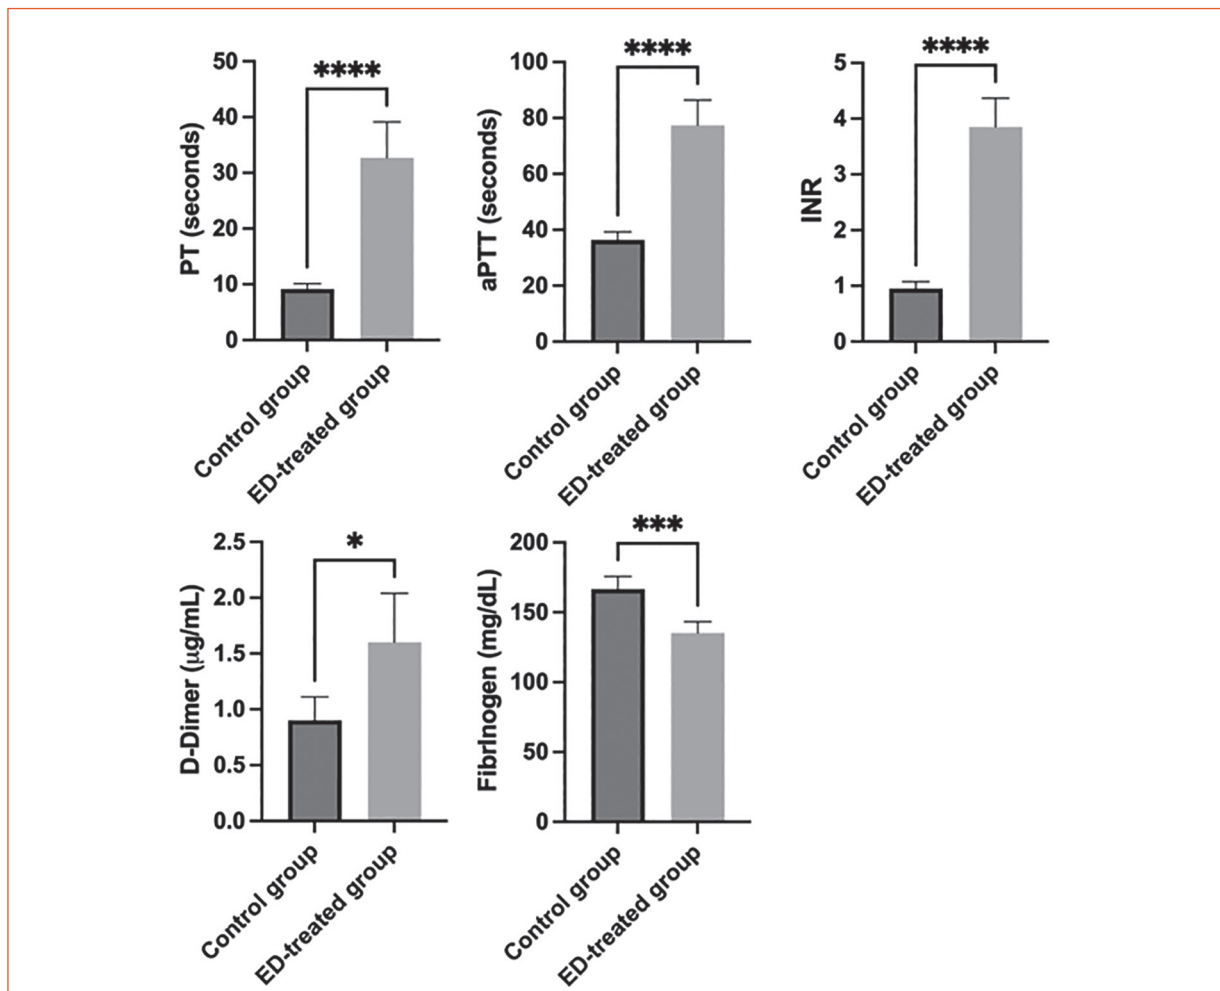 ****
50
40
30
20
10
0
PT (seconds)
Control group
ED-treated group
****
100
80
60
40
20
0
aPTT (seconds)
Control group
ED-treated group
****
5
4
3
2
1
0
INR
Control group
ED-treated group
*
2.5
2.0
1.5
1.0
0.5
0.0
D-Dimer (μg/mL)
Control group
ED-treated group
***
200
150
100
50
0
Fibrinogen (mg/dL)
Control group
ED-treated group